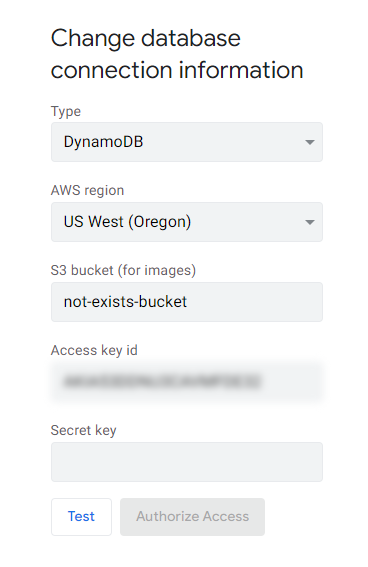 Change database
connection information
Type
DynamoDB
AWS region
US West (Oregon)
S3 bucket (for images)
not-exists-bucket
Access key id
Secret key
Test
Authorize Access